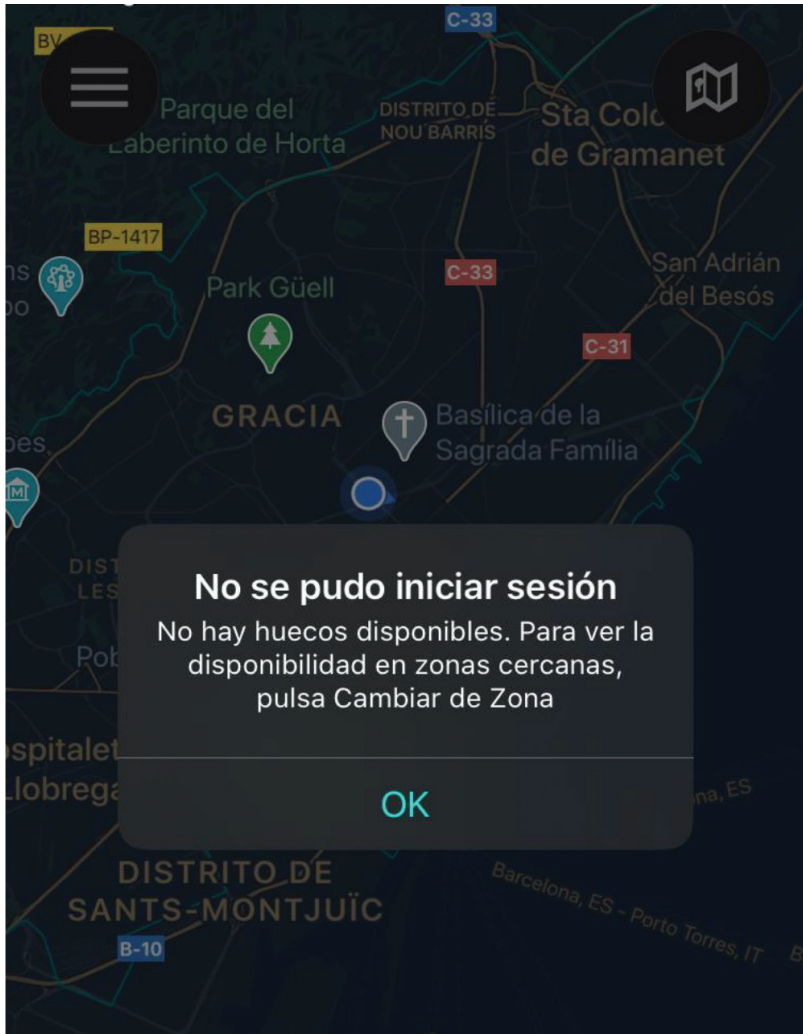 C-33
Parque del
Laberinto de Horta
DISTRITO DE
NOU BARRIS
de Gramanet
BP-1417
San Adrián
del Besós
C-33
Park Güell
C-31
GRACIA
Basílica de la
Sagrada Família
No se pudo iniciar sesión
No hay huecos disponibles. Para ver la
disponibilidad en zonas cercanas,
pulsa Cambiar de Zona
OK
DISTRITO DE
SANTS-MONTJUÏC
Barcelona, ES - Porto Torres, IT
B-10